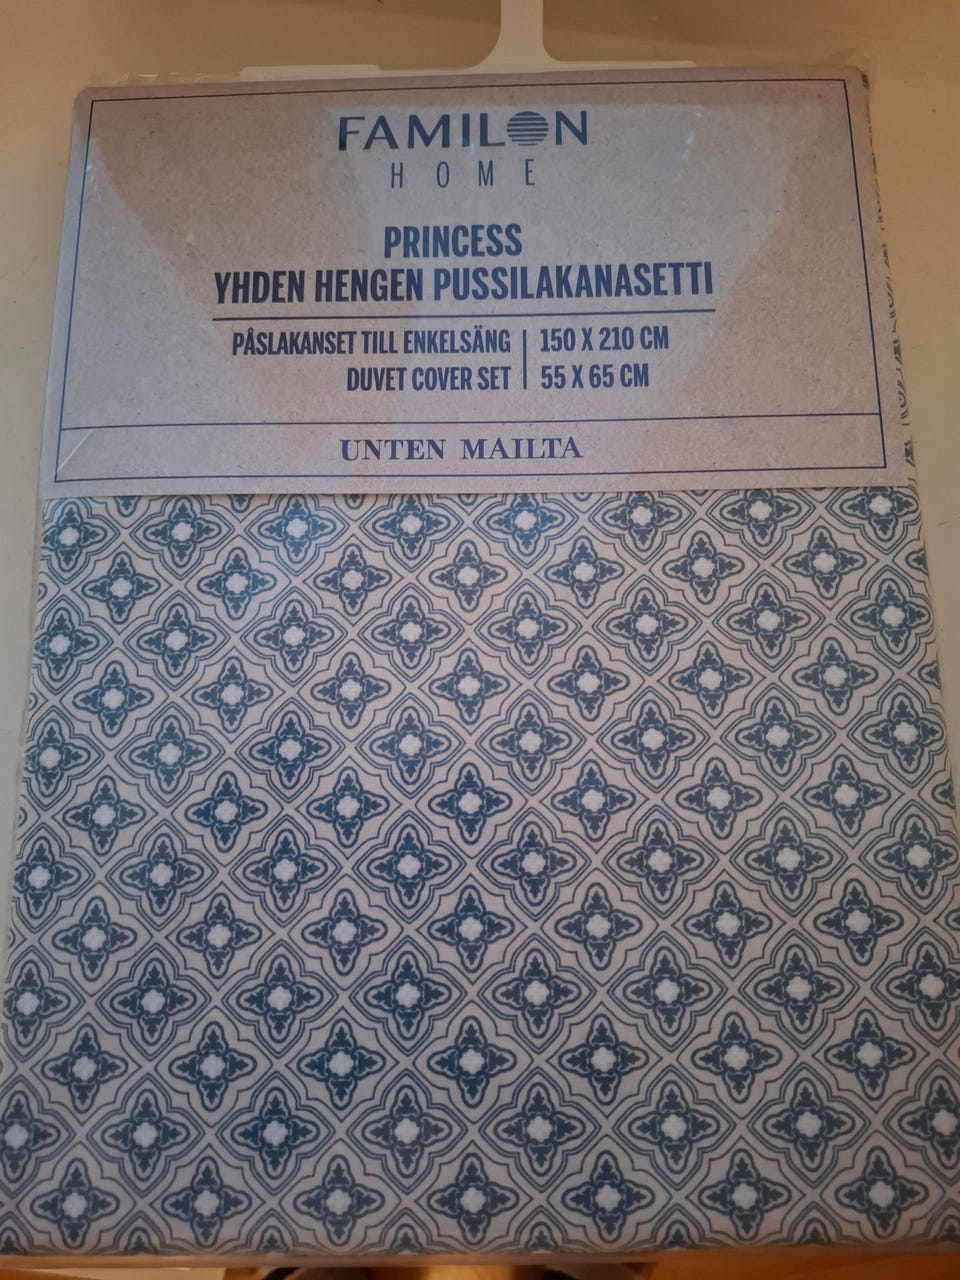 FAMILON
HOME
PRINCESS
YHDEN HENGEN PUSSILAKANASETTI
PÅSLAKANSET TILL ENKELSÄNG | 150 X 210 CM
DUVET COVER SET | 55 X 65 CM
UNTEN MAILTA